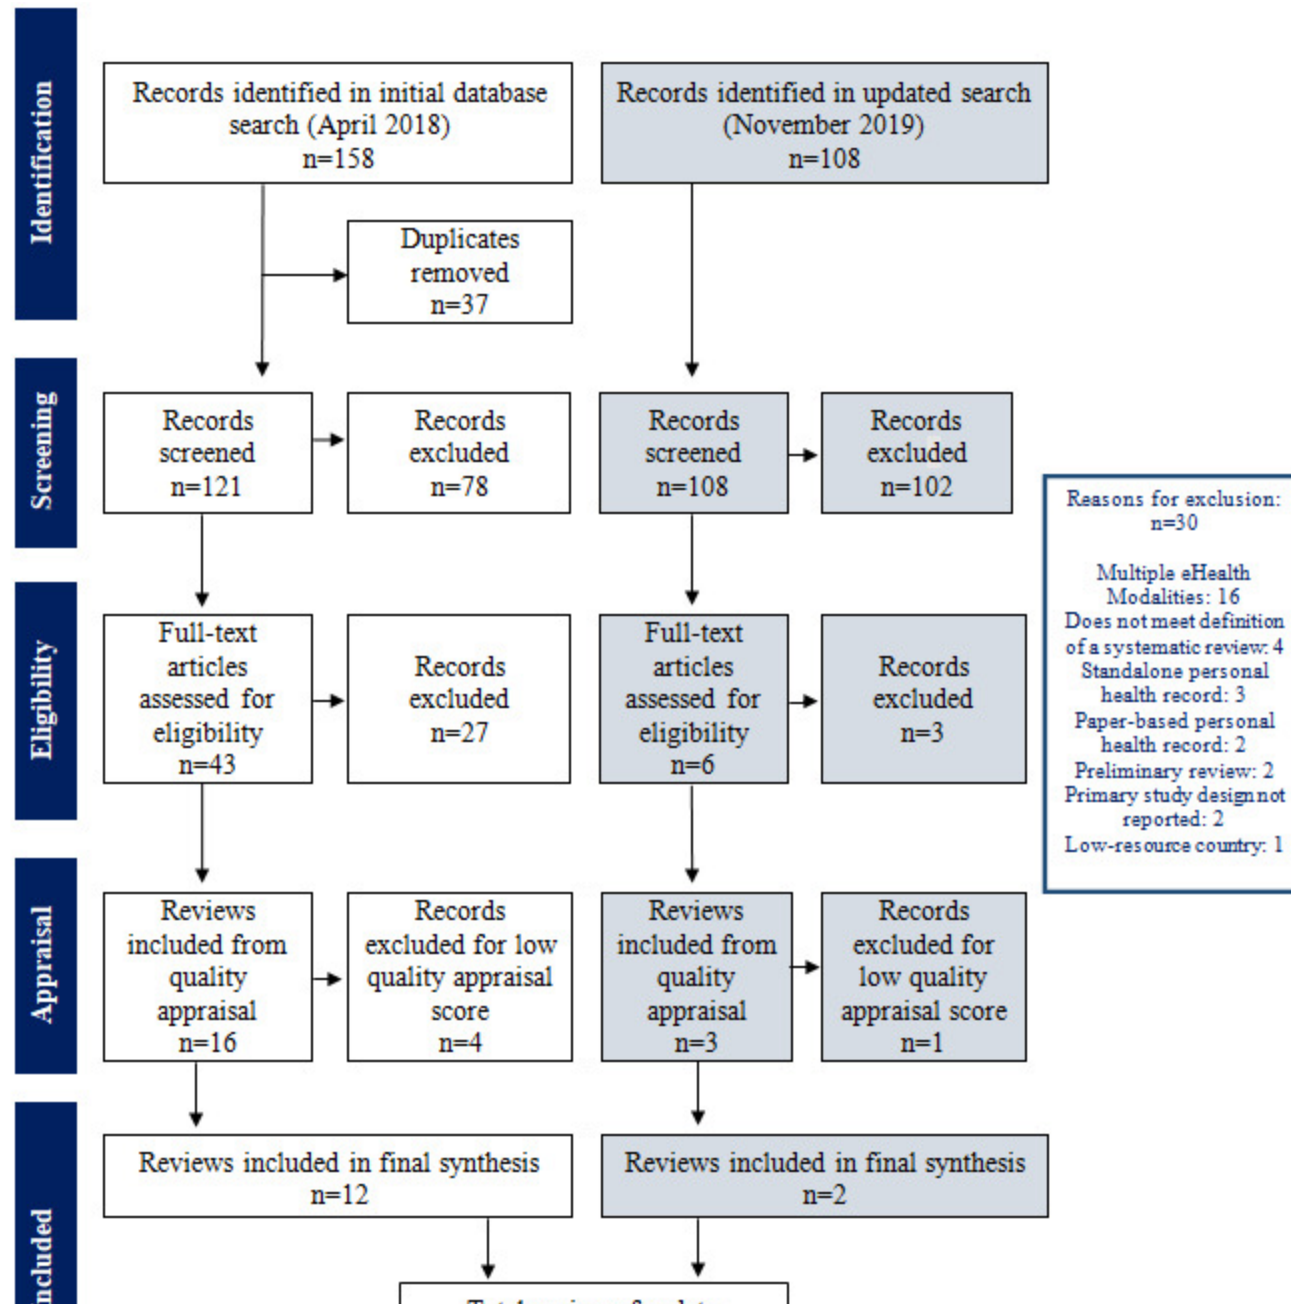 Identification
Records identified in initial database
search (April 2018)
n=158
Records identified in updated search
(November 2019)
n=108
Duplicates
removed
n=37
Screening
Records
screened
n=121
Records
excluded
n=78
Records
screened
n=108
Records
excluded
n=102
Reasons for exclusion:
n=30
Multiple eHealth
Modalities: 16
Does not meet definition
of a systematic review: 4
Standalone personal
health record: 3
Paper-based personal
health record: 2
Preliminary review: 2
Primary study design not
reported: 2
Low-resource country: 1
Eligibility
Full-text
articles
assessed for
eligibility
n=43
Records
excluded
n=27
Full-text
articles
assessed for
eligibility
n=6
Records
excluded
n=3
Appraisal
Reviews
included from
quality
appraisal
n=16
Records
excluded for low
quality appraisal
score
n=4
Reviews
included from
quality
appraisal
n=3
Records
excluded for
low quality
appraisal score
n=1
Reviews included in final synthesis
n=12
Reviews included in final synthesis
n=2